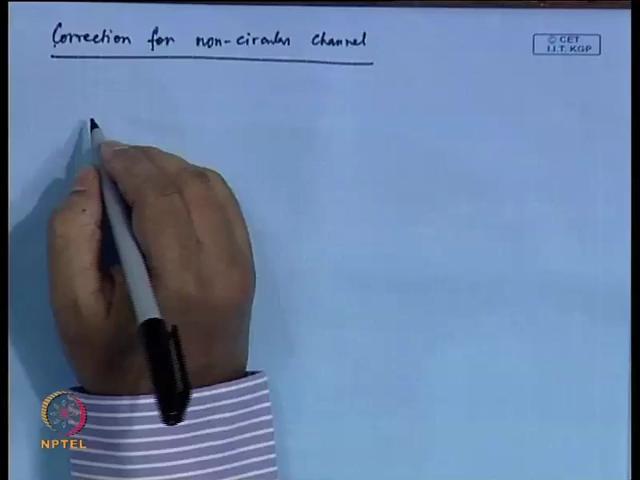 Correction for non-circular channel
© CET
I.I.T. KGP
NPTEL